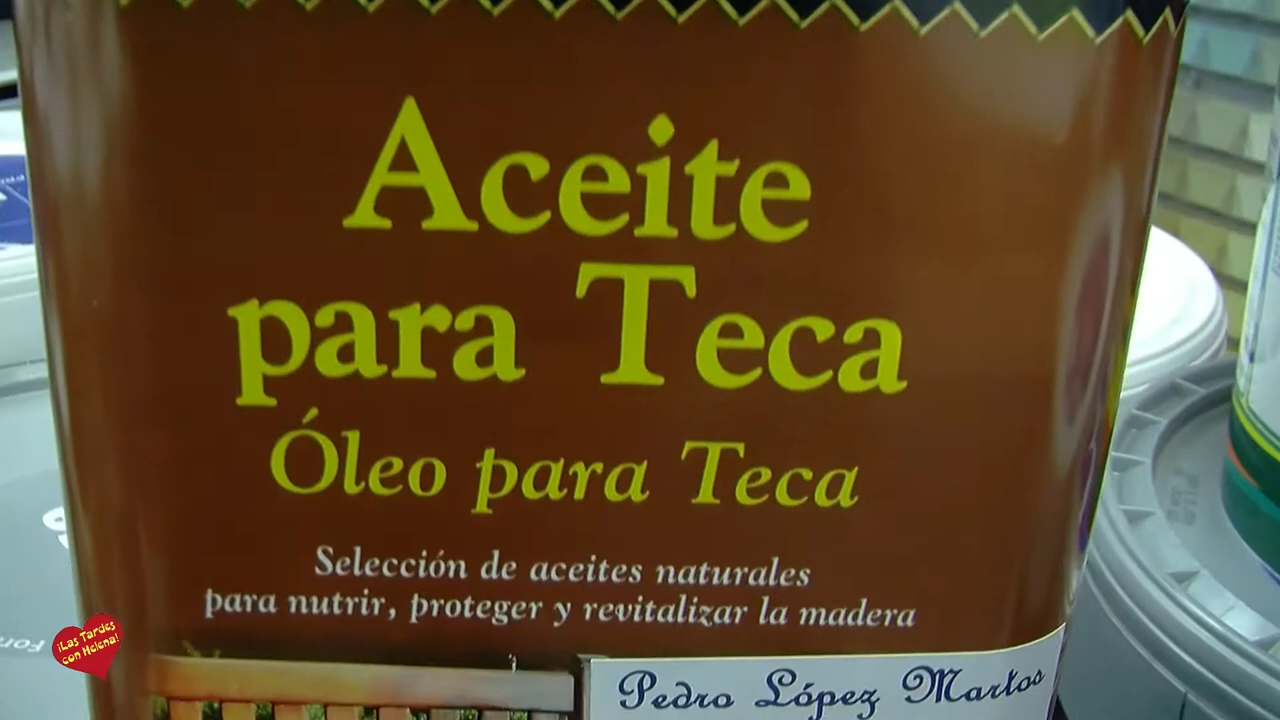 Aceite
para Teca
Óleo para Teca
Selección de aceites naturales
para nutrir, proteger y revitalizar la madera
Pedro López Martos
¡Las Tardes
con Helena!